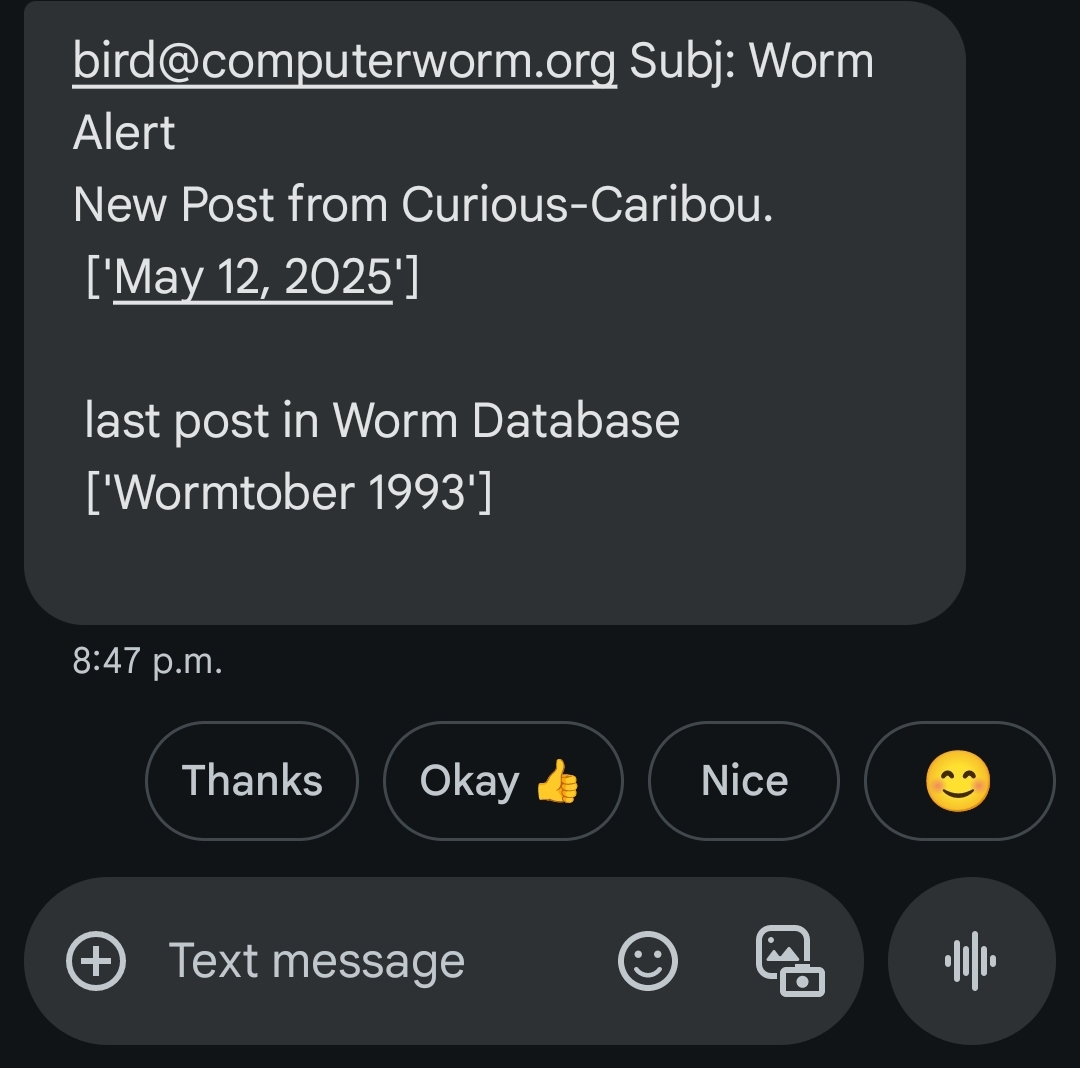 bird@computerworm.org Subj: Worm
Alert
New Post from Curious-Caribou.
['May 12, 2025']
last post in Worm Database
['Wormtober 1993']
8:47 p.m.
Thanks
Okay 👍
Nice
😊
Text message